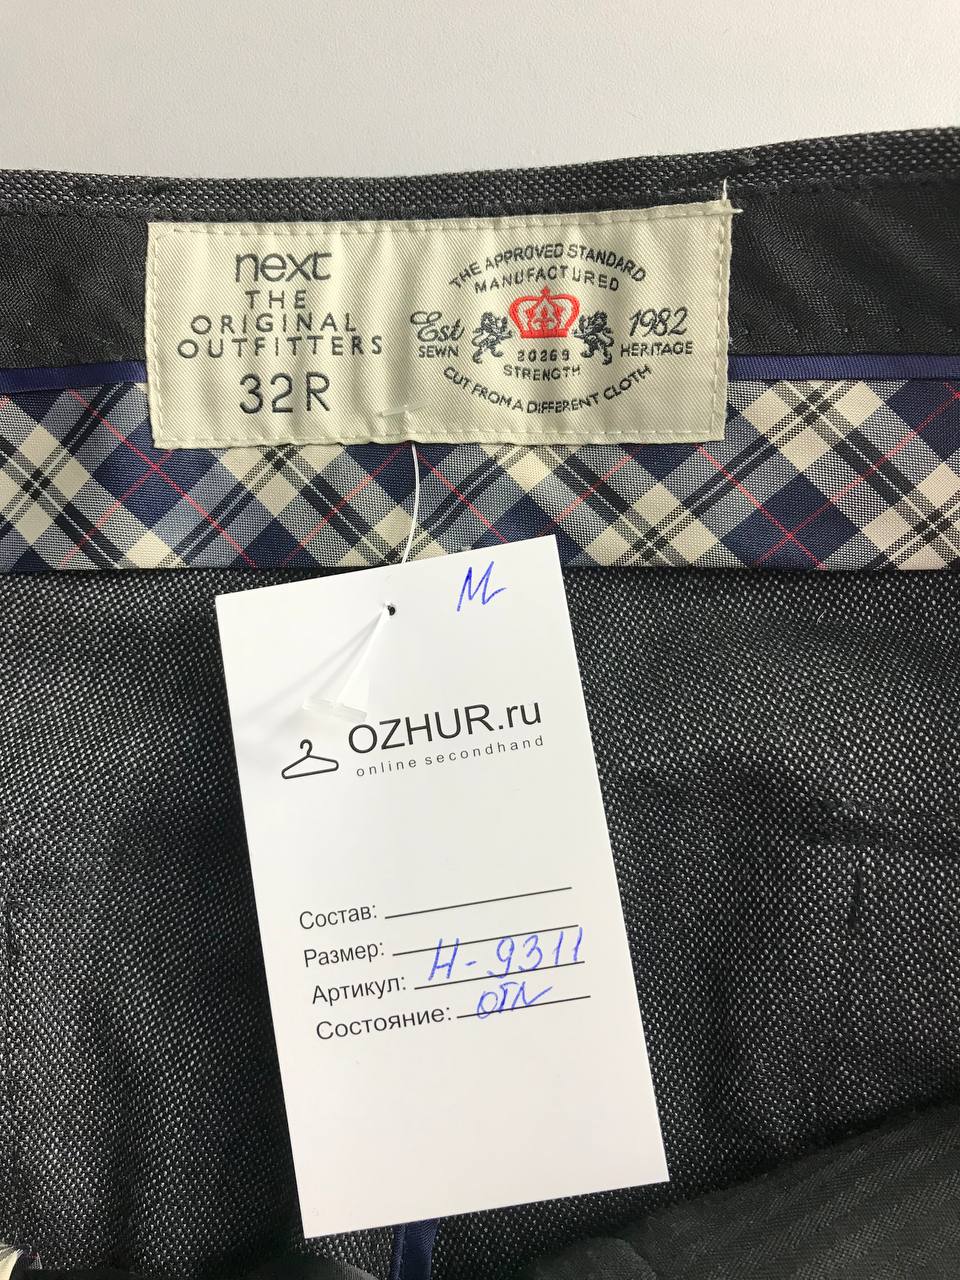 next
THE
ORIGINAL
OUTFITTERS
32R
THE APPROVED STANDARD
MANUFACTURED
Est 1982
SEWN 20269 HERITAGE
STRENGTH
CUT FROM A DIFFERENT CLOTH
М
OZHUR.ru
online secondhand
Состав:
Размер:
Артикул: Н-9311
Состояние: отл